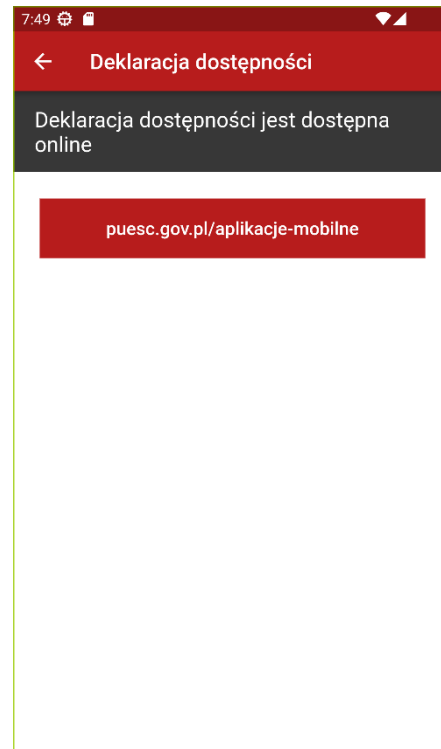 7:49
Deklaracja dostępności
Deklaracja dostępności jest dostępna
online
puesc.gov.pl/aplikacje-mobilne